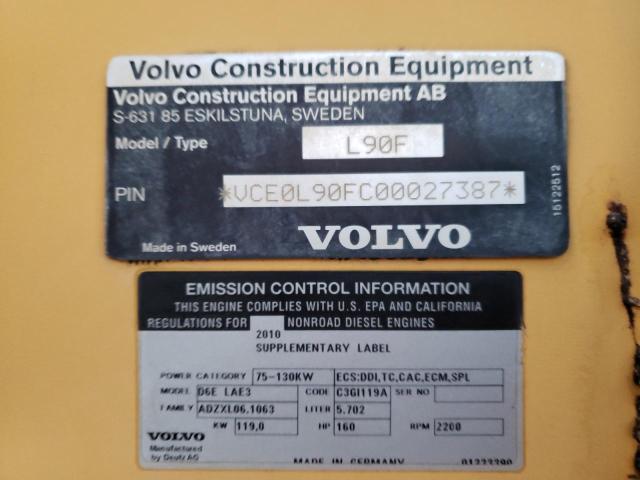 Volvo Construction Equipment
Volvo Construction Equipment AB
S-631 85 ESKILSTUNA, SWEDEN
Model / Type L90F
PIN *VCE0L90FC00027387*
15122512
Made in Sweden VOLVO
EMISSION CONTROL INFORMATION
THIS ENGINE COMPLIES WITH U.S. EPA AND CALIFORNIA
REGULATIONS FOR NONROAD DIESEL ENGINES
2010
SUPPLEMENTARY LABEL
POWER CATEGORY 75-130KW ECS:DDI,TC,CAC,ECM,SPL
MODEL D6E LAE3 CODE C3GI119A SER NO
FAMILY ADZXL06.1063 LITER 5.702
KW 119,0 HP 160 RPM 2200
VOLVO
Manufactured
by Deutz AG
MADE IN GERMANY